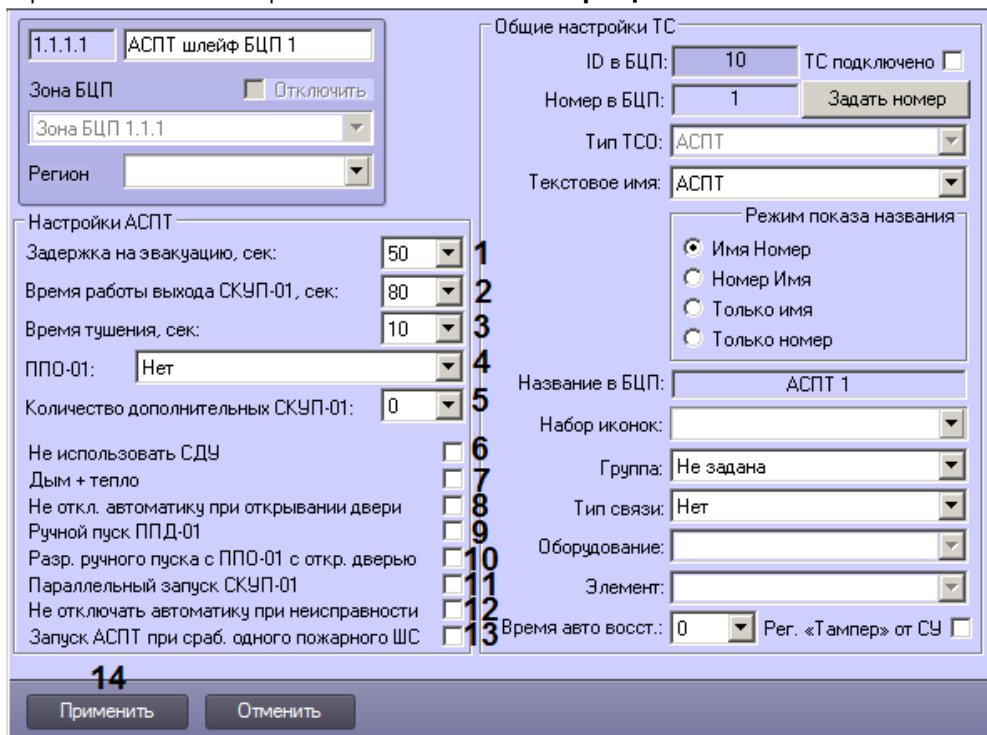 1.1.1.1 АСПТ шлейф БЦП 1
Зона БЦП Отключить
Зона БЦП 1.1.1
Регион
Настройки АСПТ
Задержка на эвакуацию, сек: 50 1
Время работы выхода СКУП-01, сек: 80 2
Время тушения, сек: 10 3
ППО-01: Нет 4
Количество дополнительных СКУП-01: 0 5
Не использовать СДУ 6
Дым + тепло 7
Не откл. автоматику при открывании двери 8
Ручной пуск ППД-01 9
Разр. ручного пуска с ППО-01 с откр. дверью 10
Параллельный запуск СКУП-01 11
Не отключать автоматику при неисправности 12
Запуск АСПТ при сраб. одного пожарного ШС 13
Общие настройки ТС
ID в БЦП: 10 ТС подключено
Номер в БЦП: 1 Задать номер
Тип ТСО: АСПТ
Текстовое имя: АСПТ
Режим показа названия
Имя Номер
Номер Имя
Только имя
Только номер
Название в БЦП: АСПТ 1
Набор иконок:
Группа: Не задана
Тип связи: Нет
Оборудование:
Элемент:
Время авто восст.: 0 Рег. «Тампер» от СУ
14
Применить Отменить